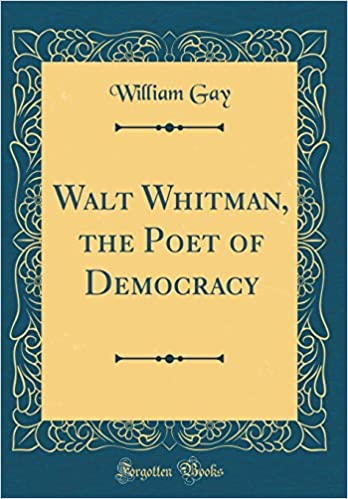 William Gay
Walt Whitman,
the Poet of
Democracy
Forgotten Books